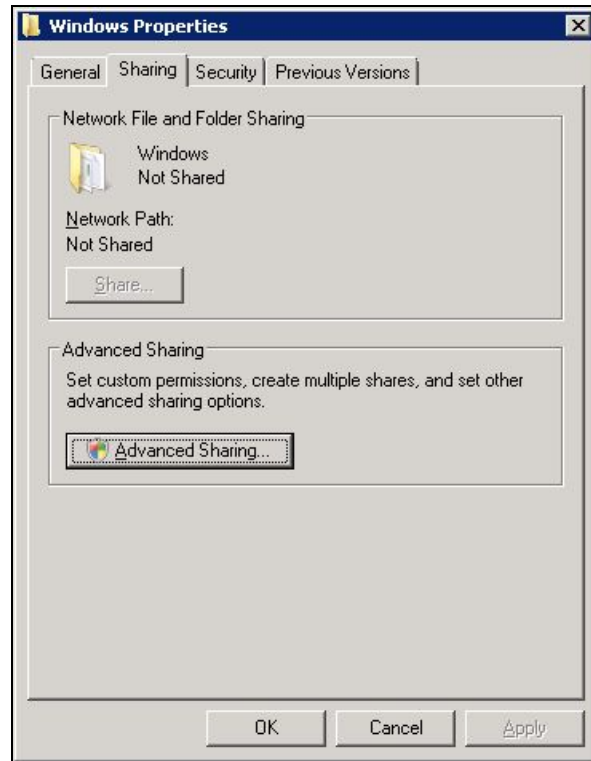 Windows Properties
General Sharing Security Previous Versions
Network File and Folder Sharing
Windows
Not Shared
Network Path:
Not Shared
Share...
Advanced Sharing
Set custom permissions, create multiple shares, and set other
advanced sharing options.
Advanced Sharing...
OK Cancel Apply